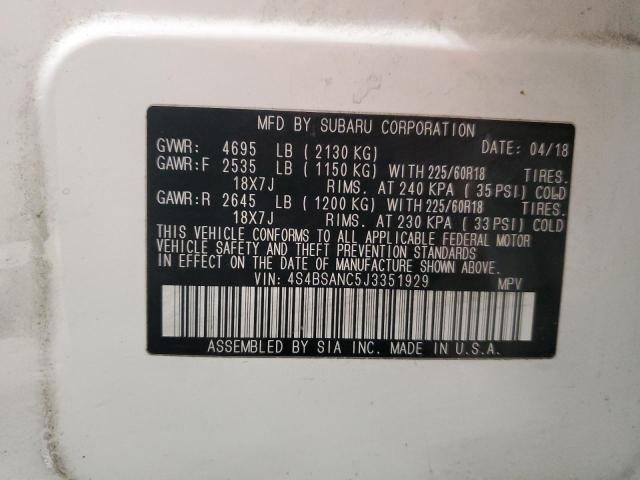 MFD BY SUBARU CORPORATION
GVWR: 4695 LB ( 2130 KG) DATE: 04/18
GAWR:F 2535 LB ( 1150 KG) WITH 225/60R18 TIRES.
18X7J RIMS. AT 240 KPA ( 35 PSI) COLD
GAWR:R 2645 LB ( 1200 KG) WITH 225/60R18 TIRES.
18X7J RIMS. AT 230 KPA ( 33 PSI) COLD
THIS VEHICLE CONFORMS TO ALL APPLICABLE FEDERAL MOTOR
VEHICLE SAFETY AND THEFT PREVENTION STANDARDS
IN EFFECT ON THE DATE OF MANUFACTURE SHOWN ABOVE.
VIN: 4S4BSANC5J3351929 MPV
ASSEMBLED BY SIA INC. MADE IN U.S.A.